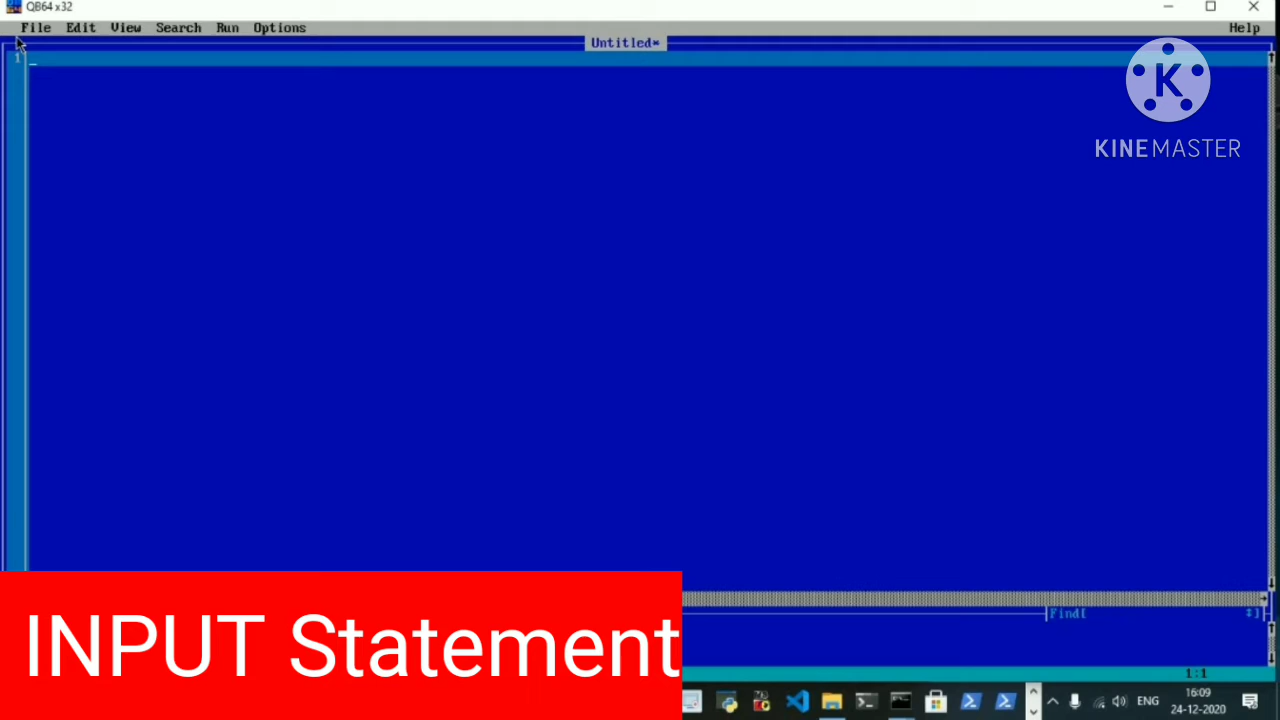 QB64 x32
File Edit View Search Run Options Help
Untitled*
1
K
KINEMASTER
Find[
INPUT Statement
1:1
ENG
16:09
24-12-2020